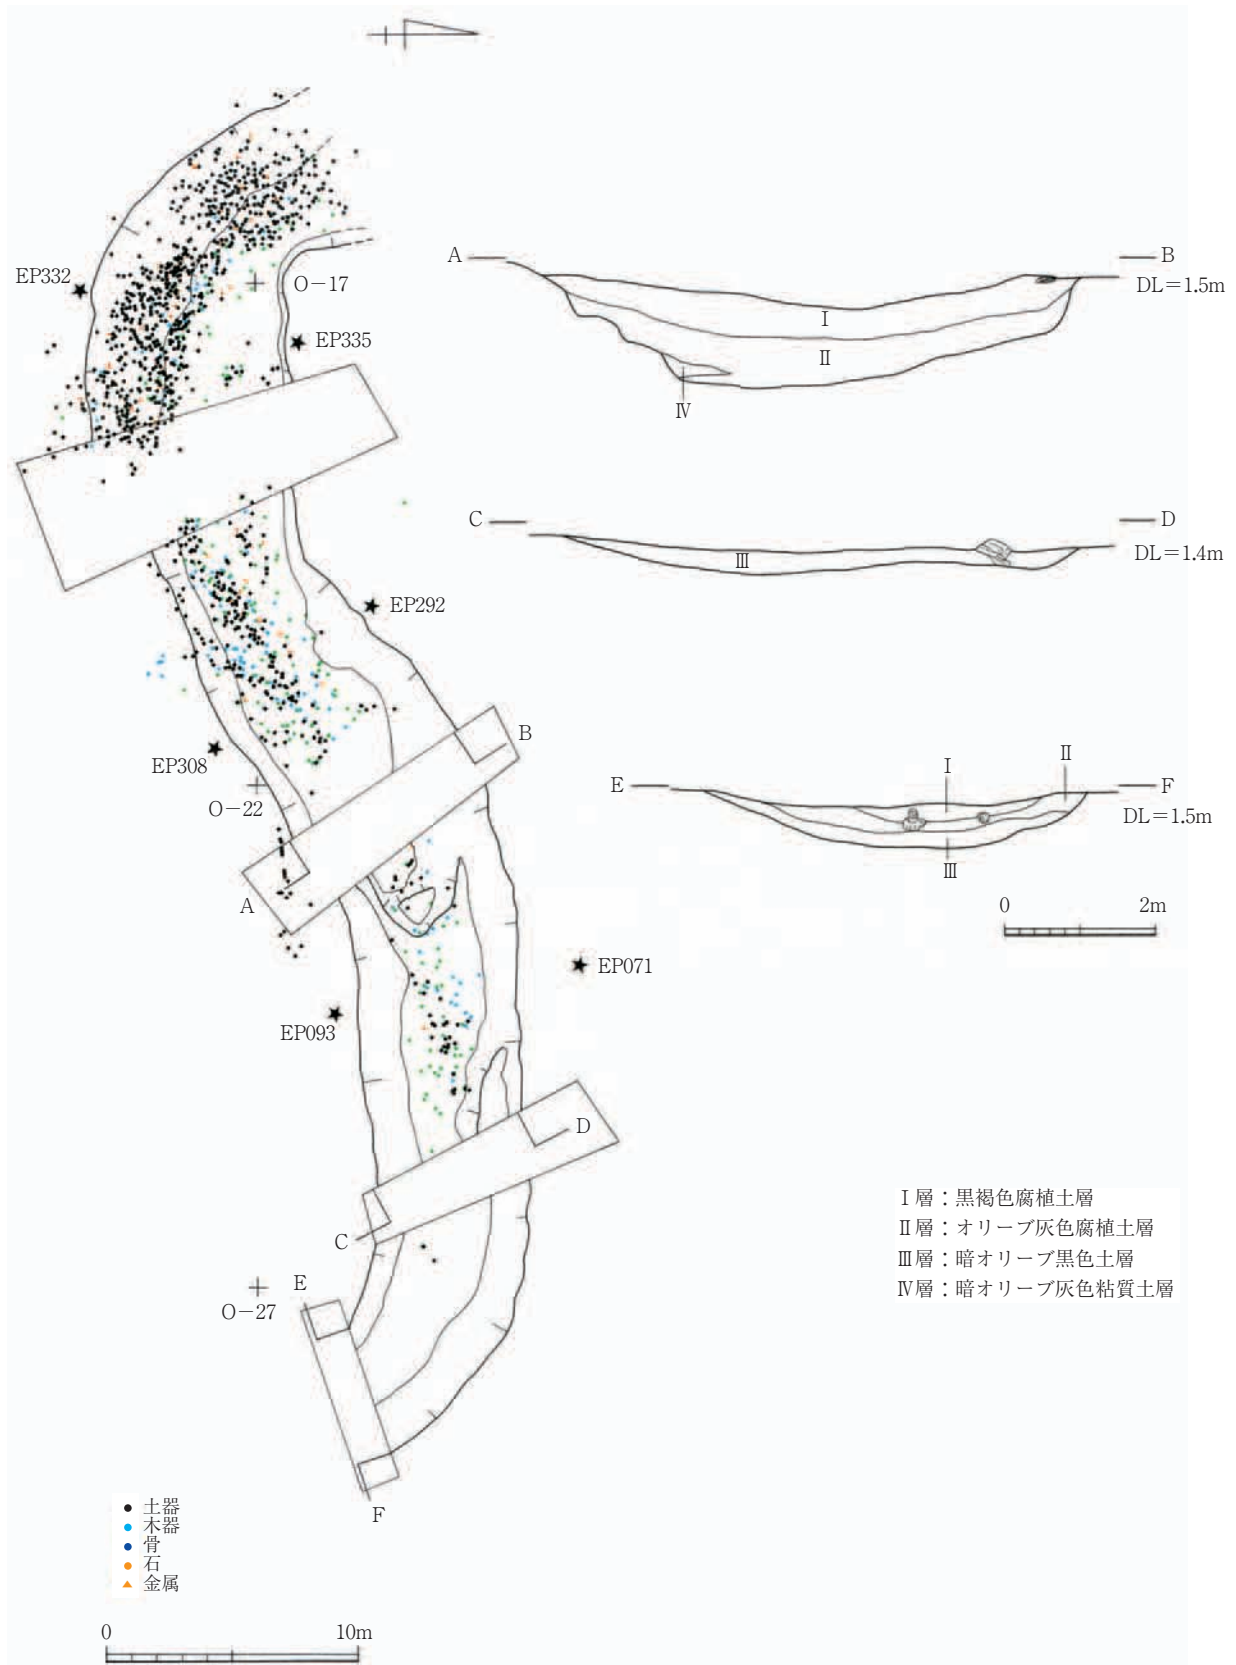 EP332
O-17
EP335
A
B
DL=1.5m
Ⅰ
Ⅱ
Ⅳ
C
D
DL=1.4m
Ⅲ
EP292
B
EP308
O-22
E
F
Ⅰ
Ⅱ
DL=1.5m
Ⅲ
0
2m
A
EP071
EP093
D
C
E
O-27
F
Ⅰ層:黒褐色腐植土層
Ⅱ層:オリーブ灰色腐植土層
Ⅲ層:暗オリーブ黒色土層
Ⅳ層:暗オリーブ灰色粘質土層
土器
木器
骨
石
金属
0
10m